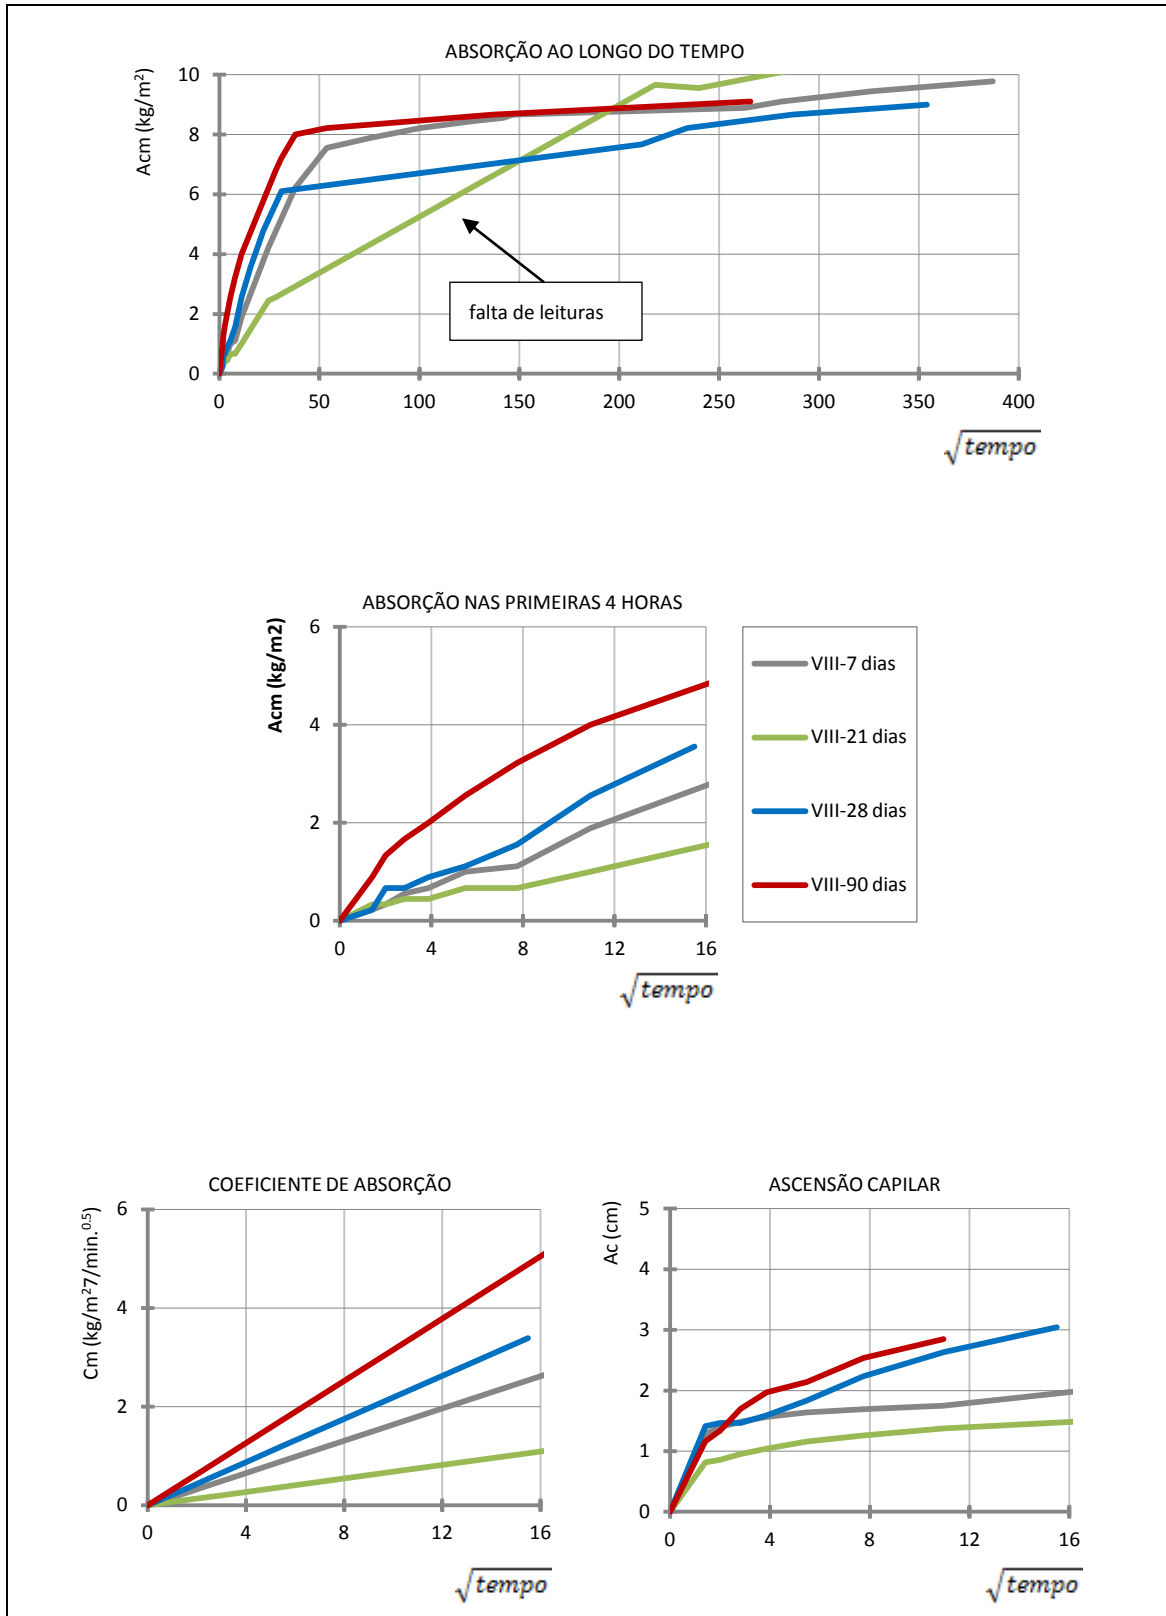 ABSORÇÃO AO LONGO DO TEMPO
Acm (kg/m²)
10
8
6
4
2
0
falta de leituras
0 50 100 150 200 250 300 350 400
√tempo
ABSORÇÃO NAS PRIMEIRAS 4 HORAS
Acm (kg/m2)
6
4
2
0
0 4 8 12 16
√tempo
VIII-7 dias
VIII-21 dias
VIII-28 dias
VIII-90 dias
COEFICIENTE DE ABSORÇÃO
Cm (kg/m²7/min.⁰·⁵)
6
4
2
0
0 4 8 12 16
√tempo
ASCENSÃO CAPILAR
Ac (cm)
5
4
3
2
1
0
0 4 8 12 16
√tempo